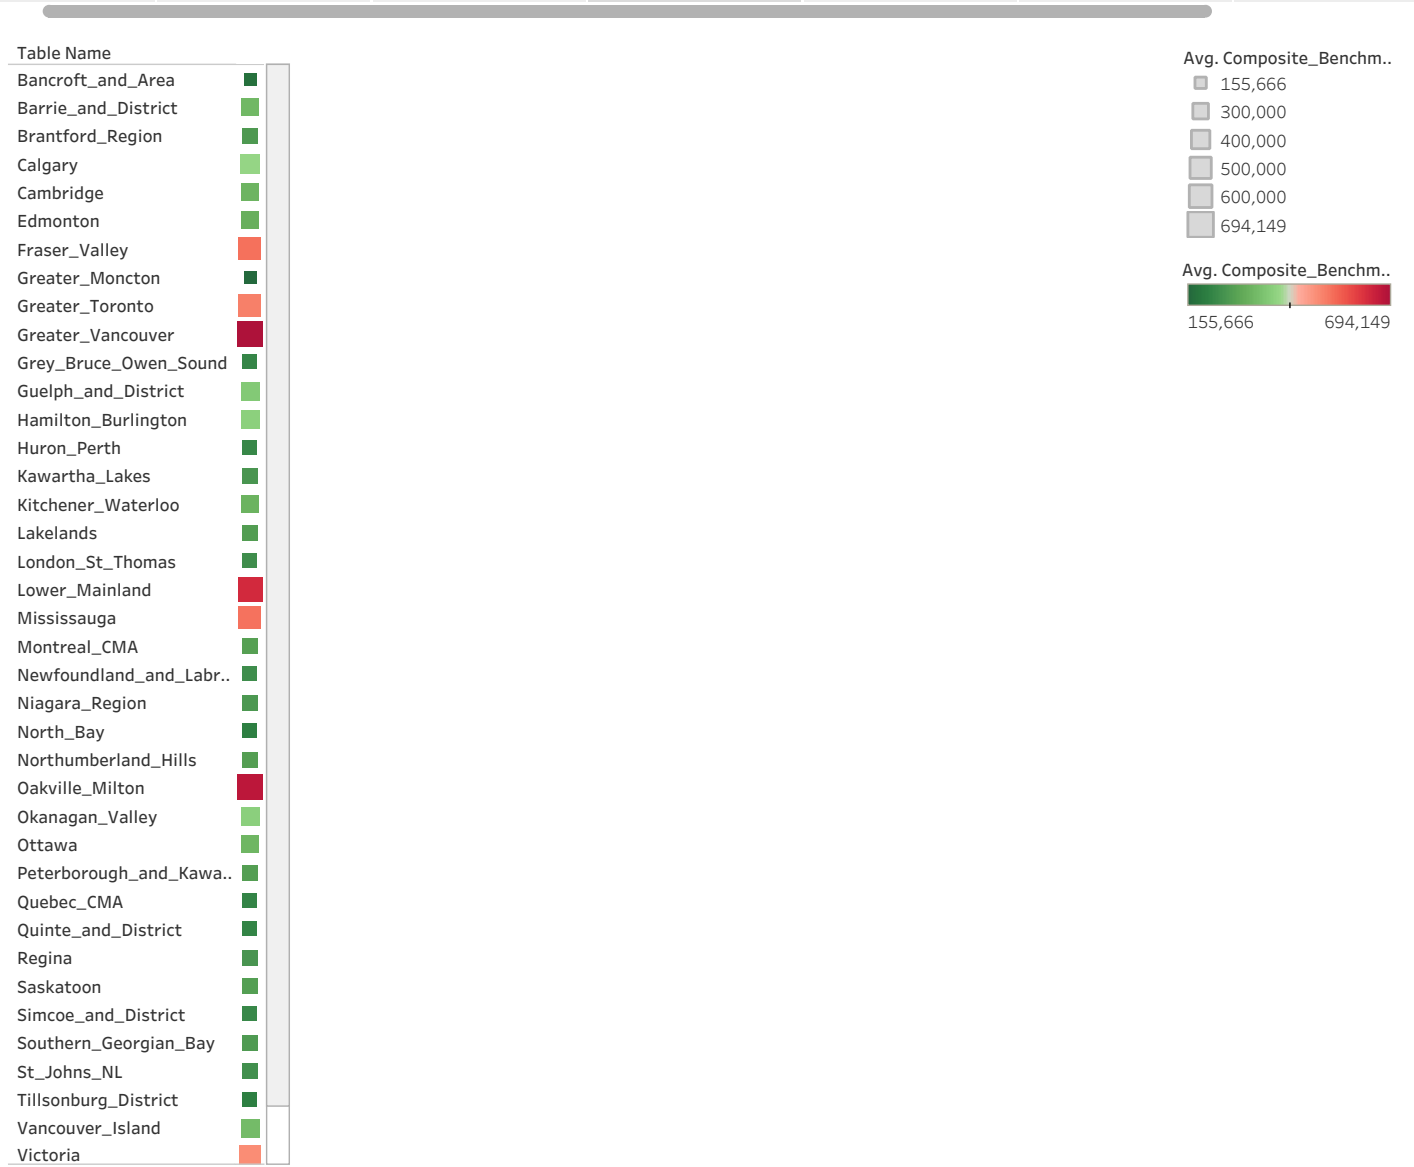 Table Name
Bancroft_and_Area
Barrie_and_District
Brantford_Region
Calgary
Cambridge
Edmonton
Fraser_Valley
Greater_Moncton
Greater_Toronto
Greater_Vancouver
Grey_Bruce_Owen_Sound
Guelph_and_District
Hamilton_Burlington
Huron_Perth
Kawartha_Lakes
Kitchener_Waterloo
Lakelands
London_St_Thomas
Lower_Mainland
Mississauga
Montreal_CMA
Newfoundland_and_Labr..
Niagara_Region
North_Bay
Northumberland_Hills
Oakville_Milton
Okanagan_Valley
Ottawa
Peterborough_and_Kawa..
Quebec_CMA
Quinte_and_District
Regina
Saskatoon
Simcoe_and_District
Southern_Georgian_Bay
St_Johns_NL
Tillsonburg_District
Vancouver_Island
Victoria
Avg. Composite_Benchm..
155,666
300,000
400,000
500,000
600,000
694,149
Avg. Composite_Benchm..
155,666 694,149